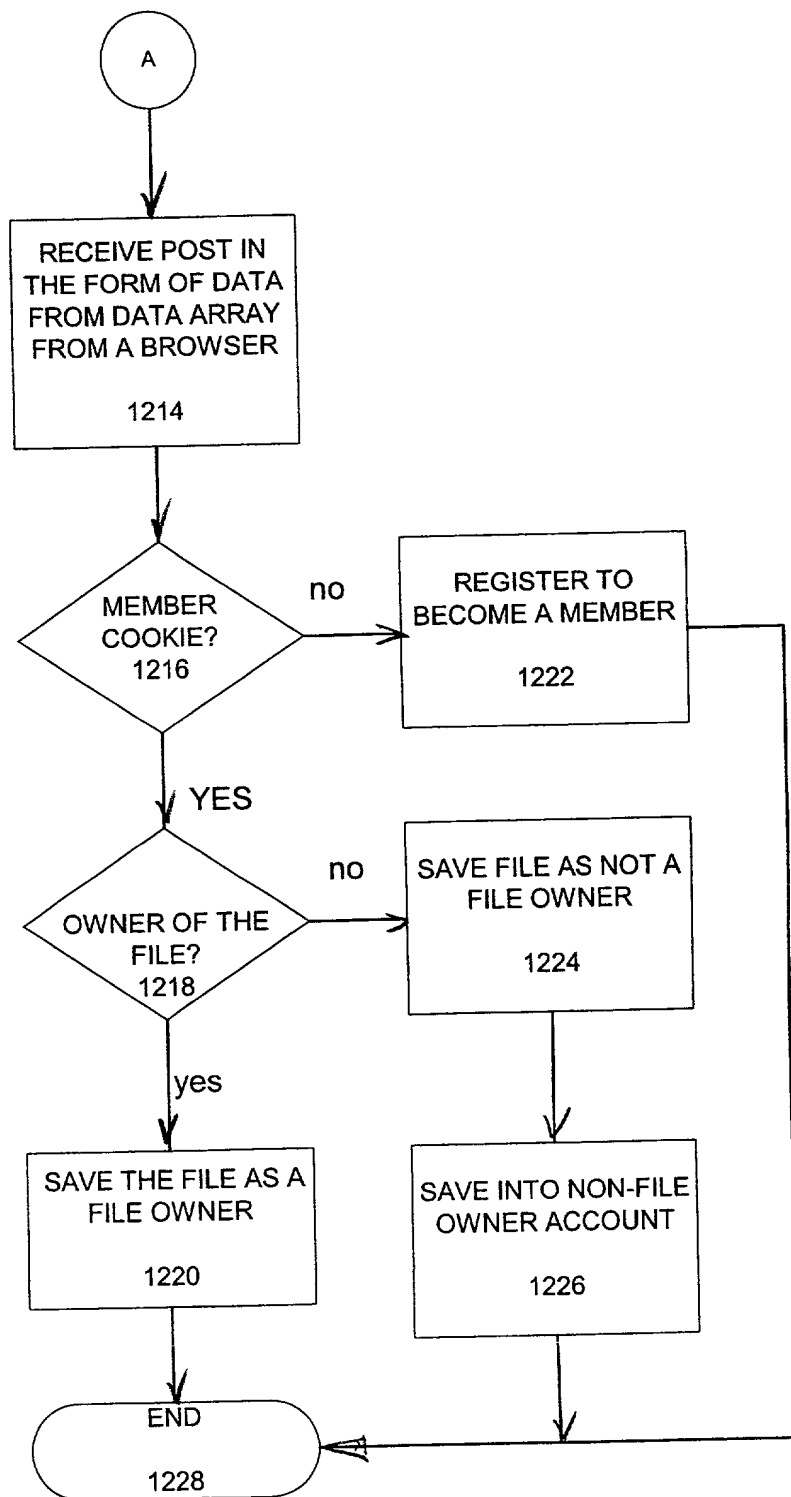 A
RECEIVE POST IN
THE FORM OF DATA
FROM DATA ARRAY
FROM A BROWSER
1214
MEMBER
COOKIE?
1216
no
REGISTER TO
BECOME A MEMBER
1222
YES
OWNER OF THE
FILE?
1218
no
SAVE FILE AS NOT A
FILE OWNER
1224
yes
SAVE THE FILE AS A
FILE OWNER
1220
SAVE INTO NON-FILE
OWNER ACCOUNT
1226
END
1228